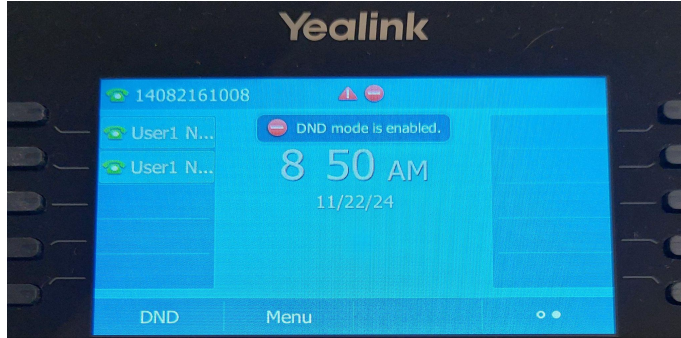 Yealink
14082161008
DND mode is enabled.
User1 N...
User1 N...
8 50 AM
11/22/24
DND Menu